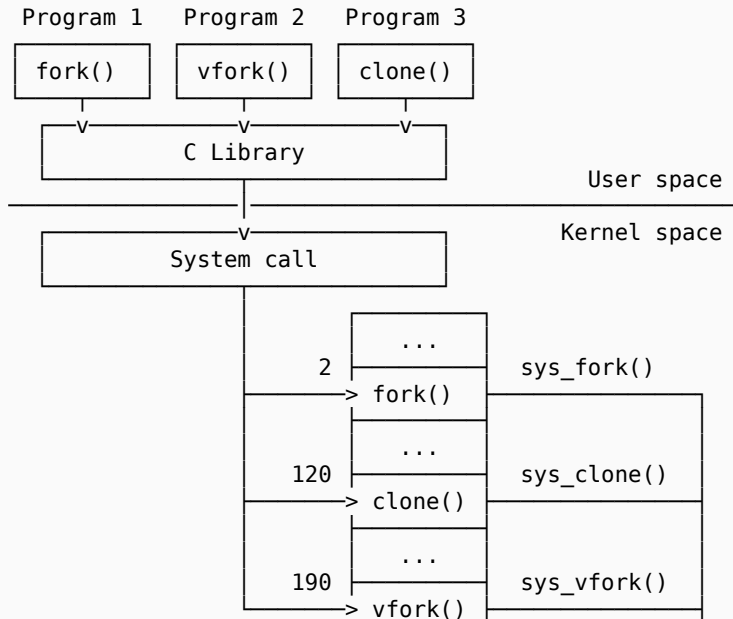 Program 1 Program 2 Program 3
fork() vfork() clone()
C Library
User space
Kernel space
System call
...
2 sys_fork()
> fork()
...
120 sys_clone()
> clone()
...
190 sys_vfork()
> vfork()